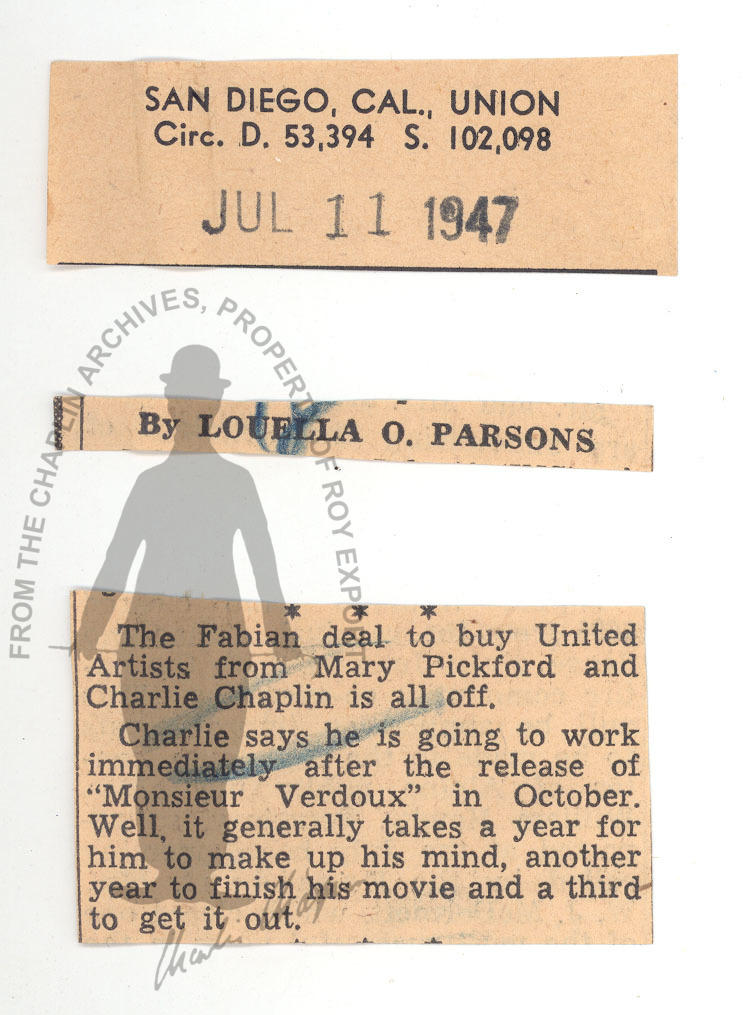 SAN DIEGO, CAL., UNION
Circ. D. 53,394 S. 102,098
JUL 11 1947
FROM THE CHAPLIN ARCHIVES, PROPERTY OF ROY EXPORT
By LOUELLA O. PARSONS
* * *
The Fabian deal to buy United
Artists from Mary Pickford and
Charlie Chaplin is all off.
Charlie says he is going to work
immediately after the release of
“Monsieur Verdoux” in October.
Well, it generally takes a year for
him to make up his mind, another
year to finish his movie and a third
to get it out.
* * *
Charlie Chaplin